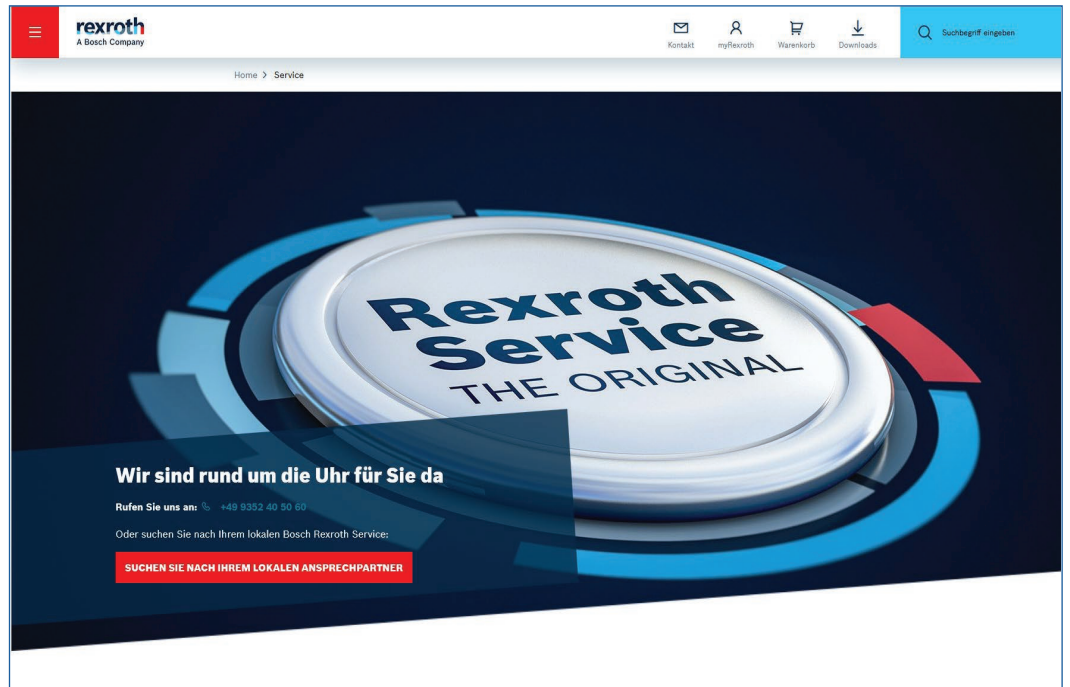 rexroth
A Bosch Company
Kontakt
myRexroth
Warenkorb
Downloads
Suchbegriff eingeben
Home > Service
Rexroth
Service
THE ORIGINAL
Wir sind rund um die Uhr für Sie da
Rufen Sie uns an: +49 9352 40 50 60
Oder suchen Sie nach Ihrem lokalen Bosch Rexroth Service:
SUCHEN SIE NACH IHREM LOKALEN ANSPRECHPARTNER